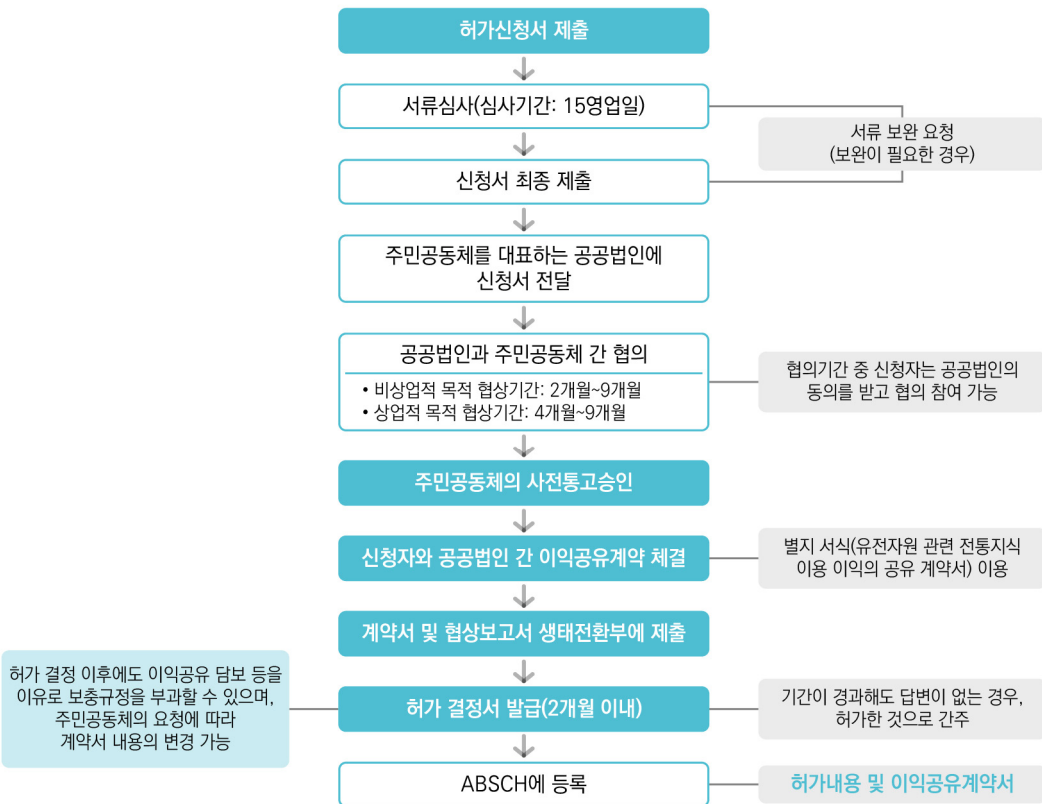 허가신청서 제출
서류심사(심사기간: 15영업일)
서류 보완 요청
(보완이 필요한 경우)
신청서 최종 제출
주민공동체를 대표하는 공공법인에
신청서 전달
공공법인과 주민공동체 간 협의
• 비상업적 목적 협상기간: 2개월~9개월
• 상업적 목적 협상기간: 4개월~9개월
협의기간 중 신청자는 공공법인의
동의를 받고 협의 참여 가능
주민공동체의 사전통고승인
신청자와 공공법인 간 이익공유계약 체결
별지 서식(유전자원 관련 전통지식
이용 이익의 공유 계약서) 이용
계약서 및 협상보고서 생태전환부에 제출
허가 결정 이후에도 이익공유 담보 등을
이유로 보충규정을 부과할 수 있으며,
주민공동체의 요청에 따라
계약서 내용의 변경 가능
허가 결정서 발급(2개월 이내)
기간이 경과해도 답변이 없는 경우,
허가한 것으로 간주
ABSCH에 등록
허가내용 및 이익공유계약서